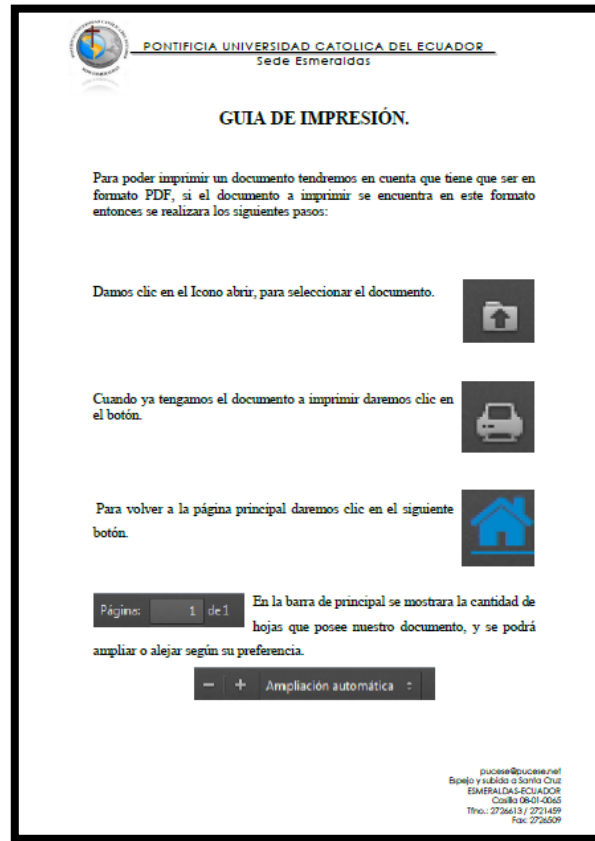 PONTIFICIA UNIVERSIDAD CATOLICA DEL ECUADOR
Sede Esmeraldas
GUIA DE IMPRESIÓN.
Para poder imprimir un documento tendremos en cuenta que tiene que ser en
formato PDF, si el documento a imprimir se encuentra en este formato
entonces se realizara los siguientes pasos:
Damos clic en el Icono abrir, para seleccionar el documento.
Cuando ya tengamos el documento a imprimir daremos clic en
el botón.
Para volver a la página principal daremos clic en el siguiente
botón.
Página: 1 de 1
En la barra de principal se mostrara la cantidad de
hojas que posee nuestro documento, y se podrá
ampliar o alejar según su preferencia.
− + Ampliación automática
pucese@pucese.net
Espejo y subida a Santa Cruz
ESMERALDAS-ECUADOR
Casilla 08-01-0065
Tfno.: 2726613 / 2721459
Fax: 2726509